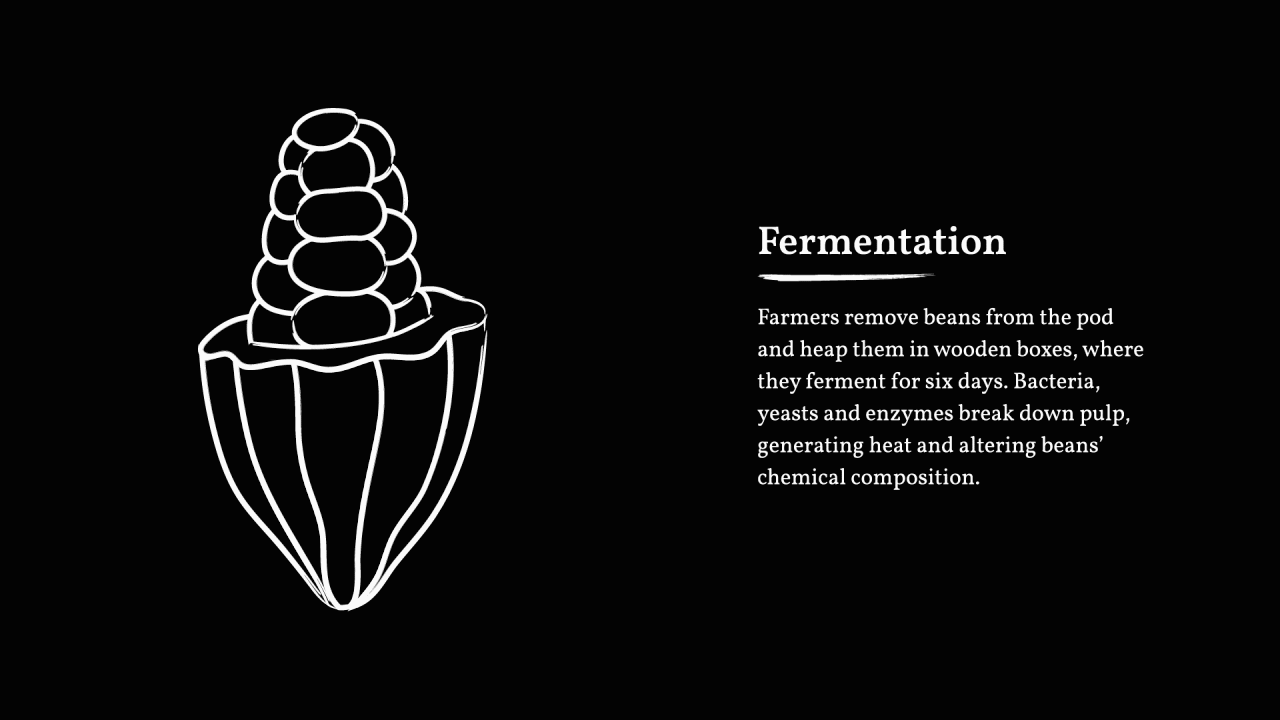 Fermentation
Farmers remove beans from the pod
and heap them in wooden boxes, where
they ferment for six days. Bacteria,
yeasts and enzymes break down pulp,
generating heat and altering beans’
chemical composition.